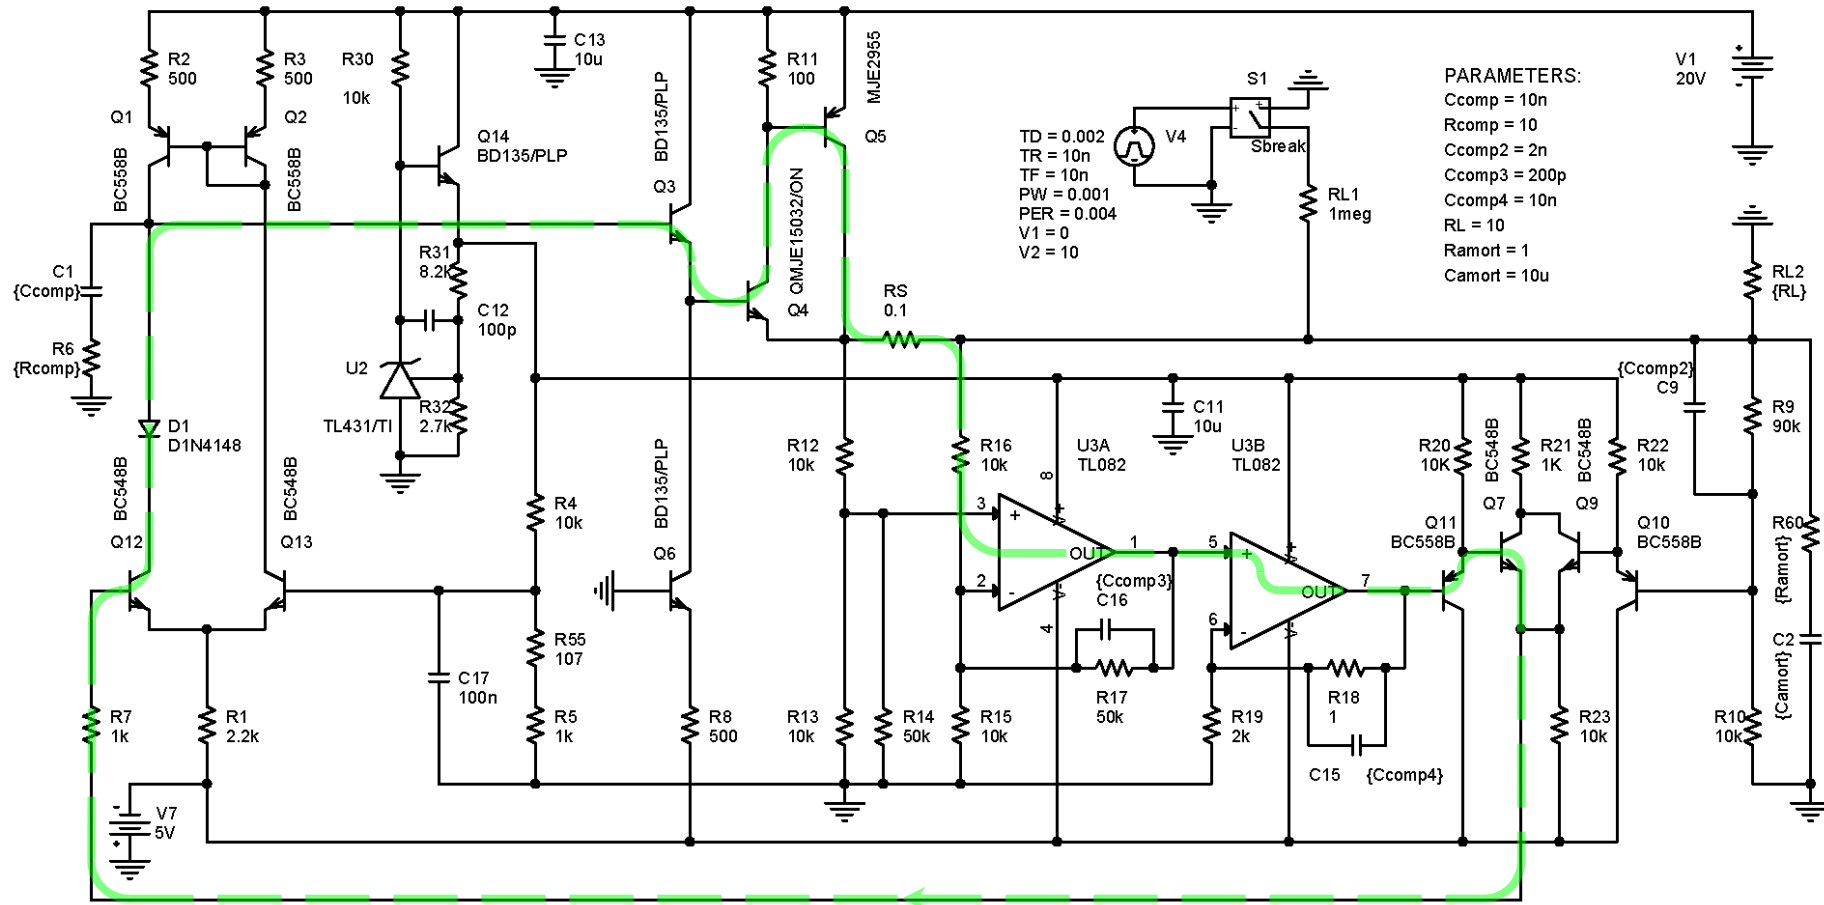 R2
500
R3
500
R30
10k
C13
10u
BD135/PLP
R11
100
MJE2955
S1
Sbreak
V4
TD = 0.002
TR = 10n
TF = 10n
PW = 0.001
PER = 0.004
V1 = 0
V2 = 10
RL1
1meg
PARAMETERS:
Ccomp = 10n
Rcomp = 10
Ccomp2 = 2n
Ccomp3 = 200p
Ccomp4 = 10n
RL = 10
Ramort = 1
Camort = 10u
V1
20V
Q1
BC558B
Q2
BC558B
Q14
BD135/PLP
Q3
Q5
QMJE15032/ON
Q4
C1
{Ccomp}
R6
{Rcomp}
R31
8.2k
C12
100p
U2
TL431/TI
R32
2.7k
RS
0.1
RL2
{RL}
{Ccomp2}
C9
R9
90k
D1
D1N4148
BC548B
Q12
BC548B
Q13
R4
10k
BD135/PLP
Q6
R12
10k
R16
10k
U3A
TL082
C11
10u
U3B
TL082
R20
10K
BC548B
Q7
R21
1K
BC548B
Q9
R22
10k
Q11
BC558B
Q10
BC558B
R60
{Ramort}
C2
{Camort}
8
3
+
2
-
V+
OUT
1
V-
4
{Ccomp3}
C16
R17
50k
5
+
6
-
V+
OUT
7
V-
R18
1
C15
{Ccomp4}
R19
2k
R55
107
C17
100n
R5
1k
R7
1k
R1
2.2k
R8
500
R13
10k
R14
50k
R15
10k
R23
10k
R10
10k
V7
5V